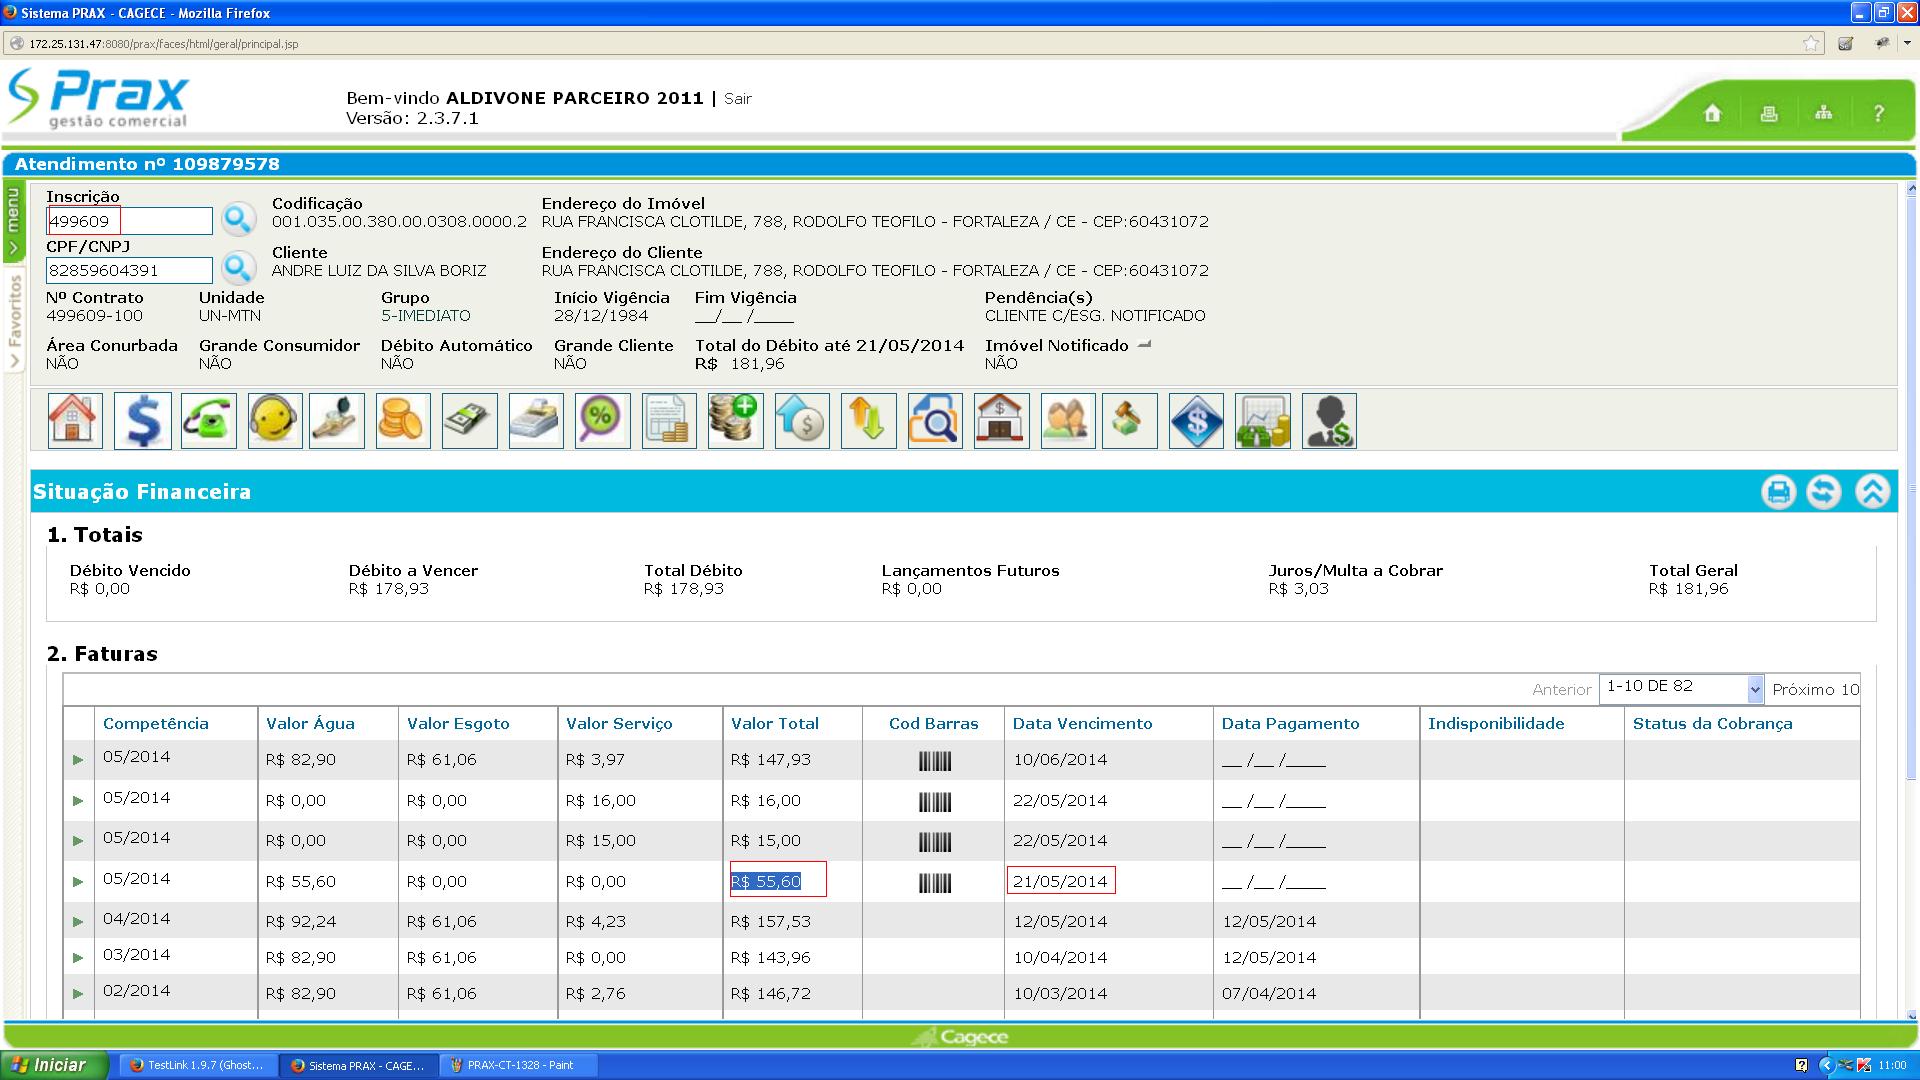 Sistema PRAX - CAGECE - Mozilla Firefox
172.25.131.47:8080/prax/faces/html/geral/principal.jsp
Prax
gestão comercial
Bem-vindo ALDIVONE PARCEIRO 2011 | Sair
Versão: 2.3.7.1
?
Atendimento nº 109879578
menu
Favoritos
Inscrição
499609
Codificação
001.035.00.380.00.0308.0000.2
Endereço do Imóvel
RUA FRANCISCA CLOTILDE, 788, RODOLFO TEOFILO - FORTALEZA / CE - CEP:60431072
CPF/CNPJ
82859604391
Cliente
ANDRE LUIZ DA SILVA BORIZ
Endereço do Cliente
RUA FRANCISCA CLOTILDE, 788, RODOLFO TEOFILO - FORTALEZA / CE - CEP:60431072
Nº Contrato Unidade Grupo Início Vigência Fim Vigência Pendência(s)
499609-100 UN-MTN 5-IMEDIATO 28/12/1984 __/__ /____ CLIENTE C/ESG. NOTIFICADO
Área Conurbada Grande Consumidor Débito Automático Grande Cliente Total do Débito até 21/05/2014 Imóvel Notificado
NÃO NÃO NÃO NÃO R$ 181,96 NÃO
Situação Financeira
1. Totais
Débito Vencido Débito a Vencer Total Débito Lançamentos Futuros Juros/Multa a Cobrar Total Geral
R$ 0,00 R$ 178,93 R$ 178,93 R$ 0,00 R$ 3,03 R$ 181,96
2. Faturas
Anterior 1-10 DE 82 Próximo 10
Competência Valor Água Valor Esgoto Valor Serviço Valor Total Cod Barras Data Vencimento Data Pagamento Indisponibilidade Status da Cobrança
05/2014 R$ 82,90 R$ 61,06 R$ 3,97 R$ 147,93 10/06/2014 __ /__ /____
05/2014 R$ 0,00 R$ 0,00 R$ 16,00 R$ 16,00 22/05/2014 __ /__ /____
05/2014 R$ 0,00 R$ 0,00 R$ 15,00 R$ 15,00 22/05/2014 __ /__ /____
05/2014 R$ 55,60 R$ 0,00 R$ 0,00 R$ 55,60 21/05/2014 __ /__ /____
04/2014 R$ 92,24 R$ 61,06 R$ 4,23 R$ 157,53 12/05/2014 12/05/2014
03/2014 R$ 82,90 R$ 61,06 R$ 0,00 R$ 143,96 10/04/2014 12/05/2014
02/2014 R$ 82,90 R$ 61,06 R$ 2,76 R$ 146,72 10/03/2014 07/04/2014
Cagece
Iniciar TestLink 1.9.7 (Ghost... Sistema PRAX - CAGE... PRAX-CT-1328 - Paint 11:00